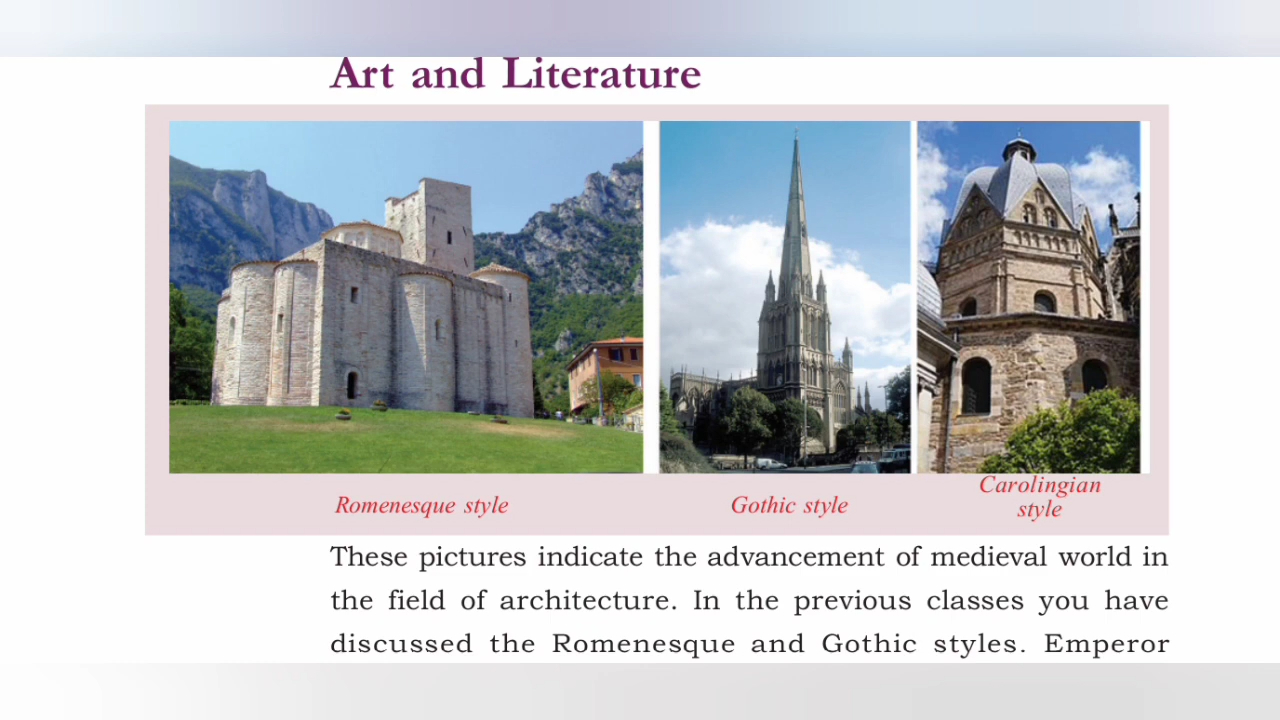 Art and Literature
Romenesque style
Gothic style
Carolingian
style
These pictures indicate the advancement of medieval world in
the field of architecture. In the previous classes you have
discussed the Romenesque and Gothic styles. Emperor